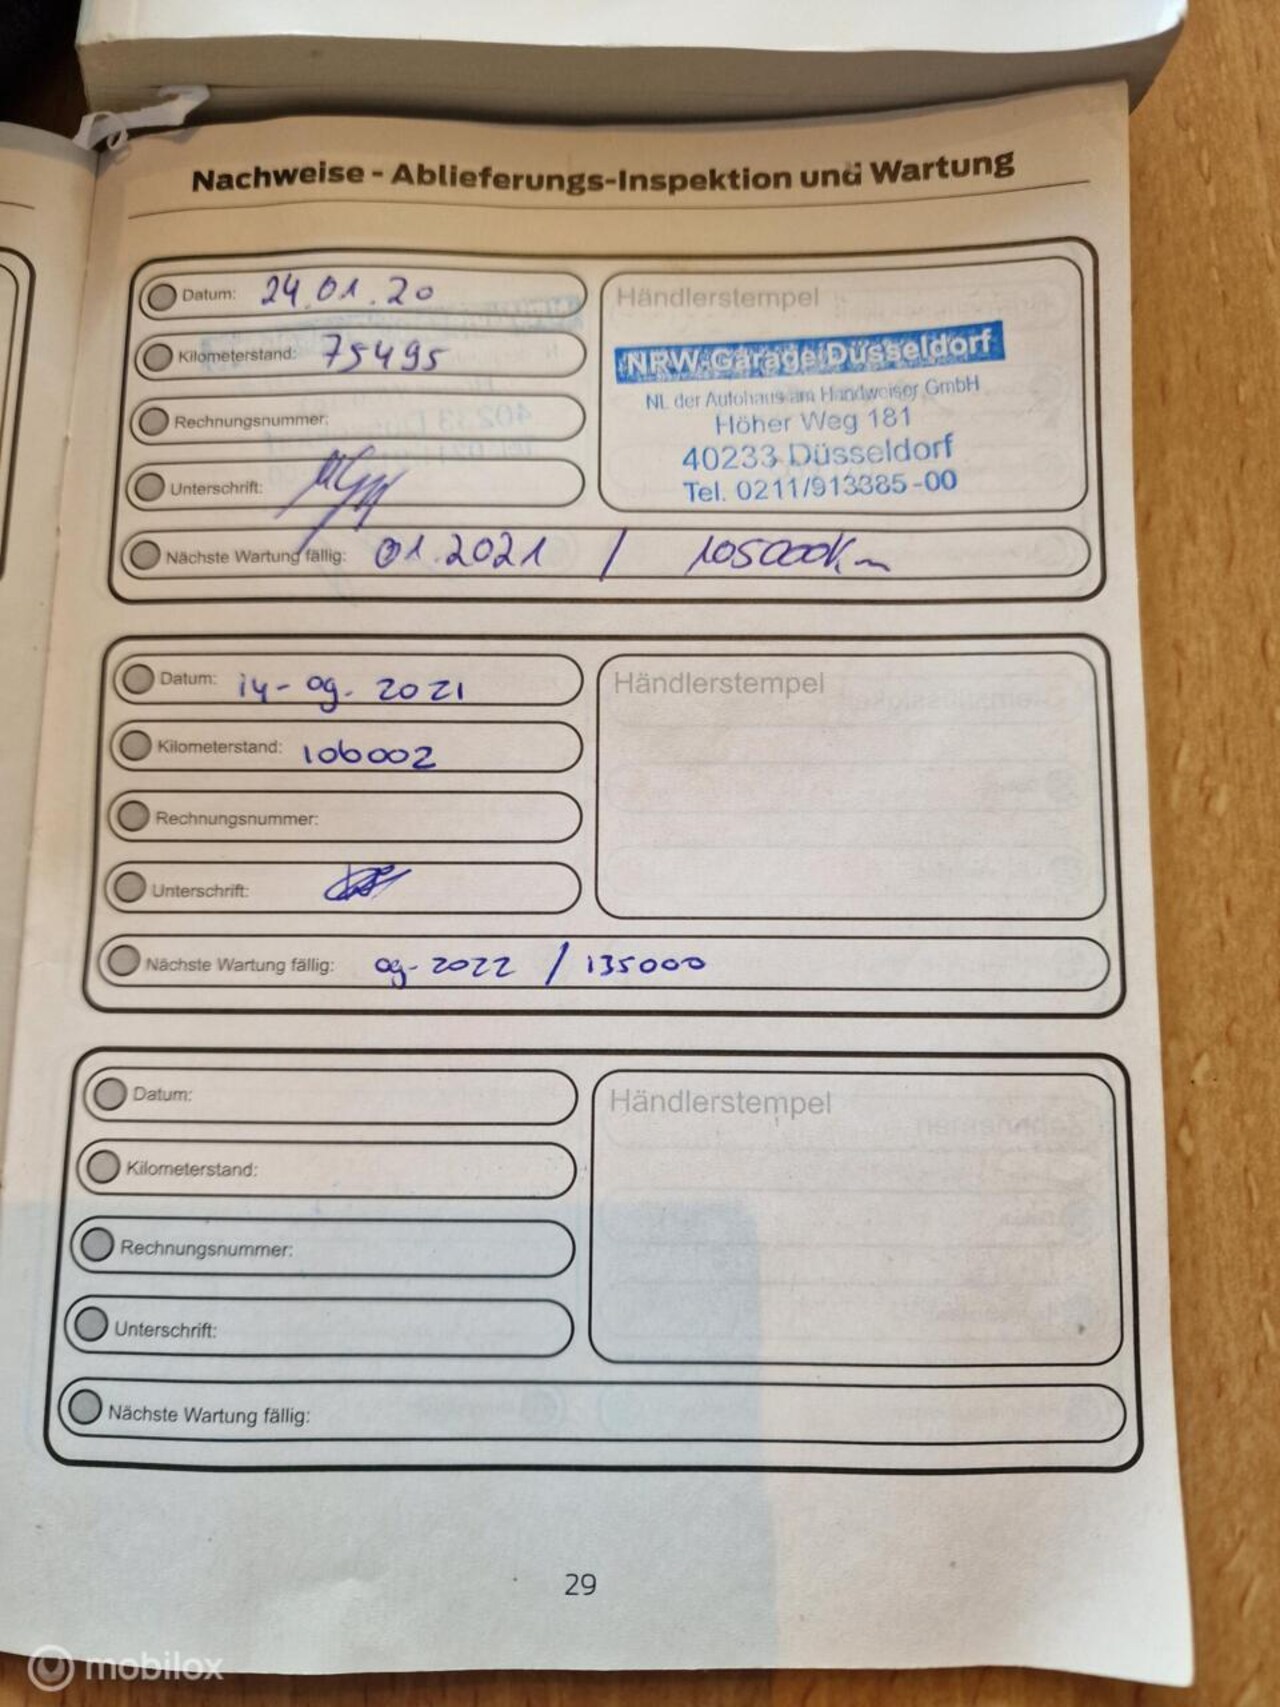 Nachweise - Ablieferungs-Inspektion und Wartung
Datum: 24.01.20
Kilometerstand: 75495
Rechnungsnummer:
Unterschrift:
Nächste Wartung fällig: 01.2021 / 105000Km
Händlerstempel
NRW-Garage Düsseldorf
NL der Autohaus am Handweiser GmbH
Höher Weg 181
40233 Düsseldorf
Tel. 0211/913385-00
Datum: 14-09-2021
Kilometerstand: 106002
Rechnungsnummer:
Unterschrift:
Nächste Wartung fällig: 09-2022 / 135000
Händlerstempel
Datum:
Kilometerstand:
Rechnungsnummer:
Unterschrift:
Nächste Wartung fällig:
Händlerstempel
29
mobilox